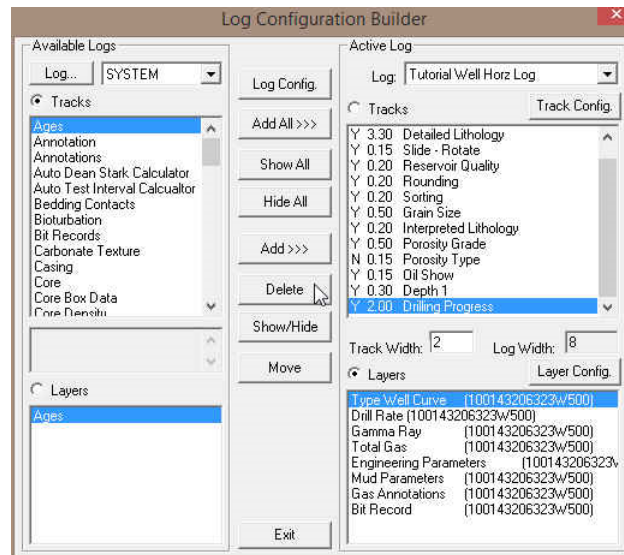 Log Configuration Builder
Available Logs
Log... SYSTEM
Tracks
Ages
Annotation
Annotations
Auto Dean Stark Calculator
Auto Test Interval Calcualtor
Bedding Contacts
Bioturbation
Bit Records
Carbonate Texture
Casing
Core
Core Box Data
Core Density
Layers
Ages
Log Config.
Add All >>>
Show All
Hide All
Add >>>
Delete
Show/Hide
Move
Exit
Active Log
Log: Tutorial Well Horz Log
Tracks Track Config.
Y 3.30 Detailed Lithology
Y 0.15 Slide - Rotate
Y 0.20 Reservoir Quality
Y 0.20 Rounding
Y 0.20 Sorting
Y 0.50 Grain Size
Y 0.20 Interpreted Lithology
Y 0.50 Porosity Grade
N 0.15 Porosity Type
Y 0.15 Oil Show
Y 0.30 Depth 1
Y 2.00 Drilling Progress
Track Width: 2 Log Width: 8
Layers Layer Config.
Type Well Curve (100143206323W500)
Drill Rate (100143206323W500)
Gamma Ray (100143206323W500)
Total Gas (100143206323W500)
Engineering Parameters (100143206323
Mud Parameters (100143206323W500)
Gas Annotations (100143206323W500)
Bit Record (100143206323W500)